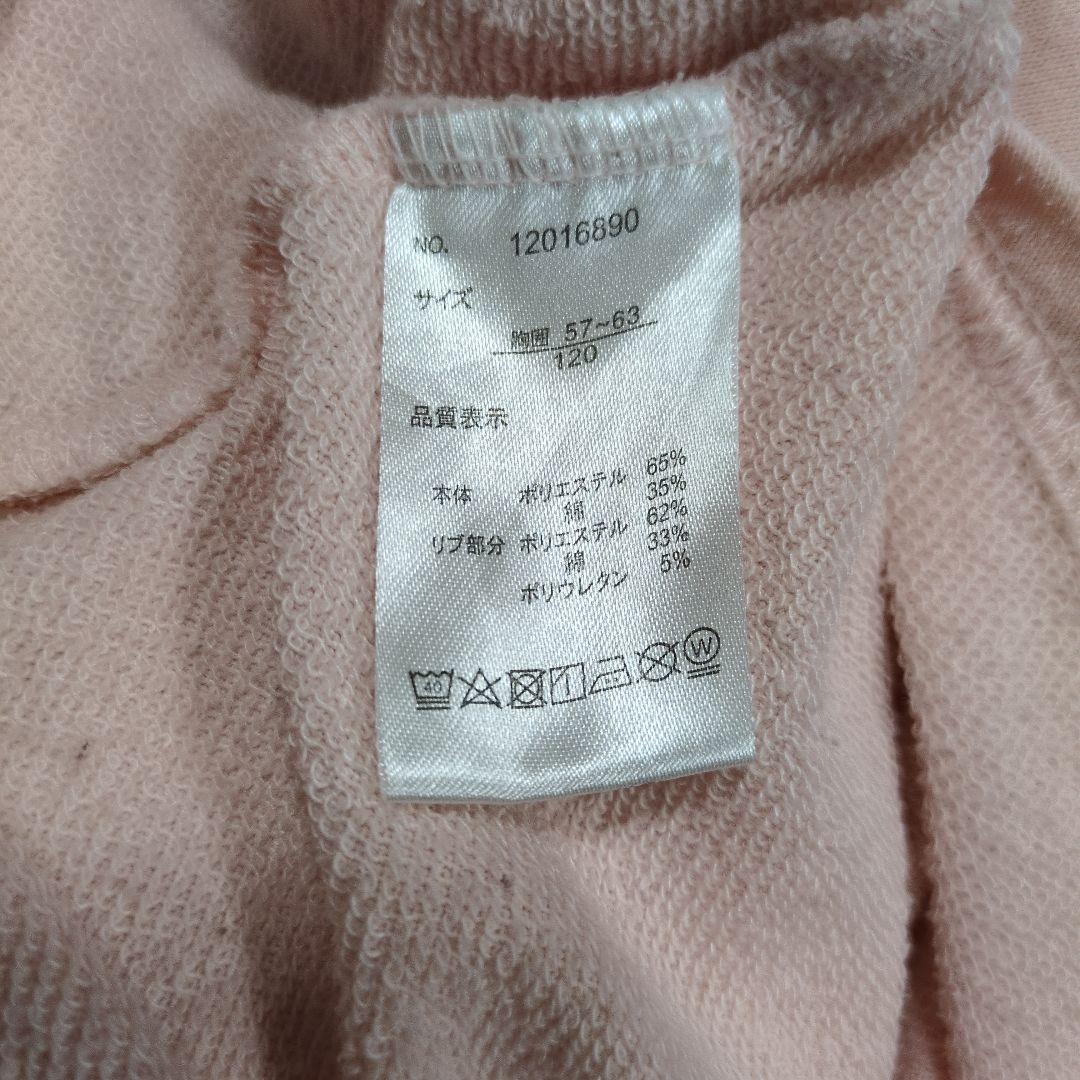 NO. 12016890
サイズ
胸囲 57~63
120
品質表示
本体 ポリエステル 65%
綿 35%
リブ部分 ポリエステル 62%
綿 33%
ポリウレタン 5%
40 W